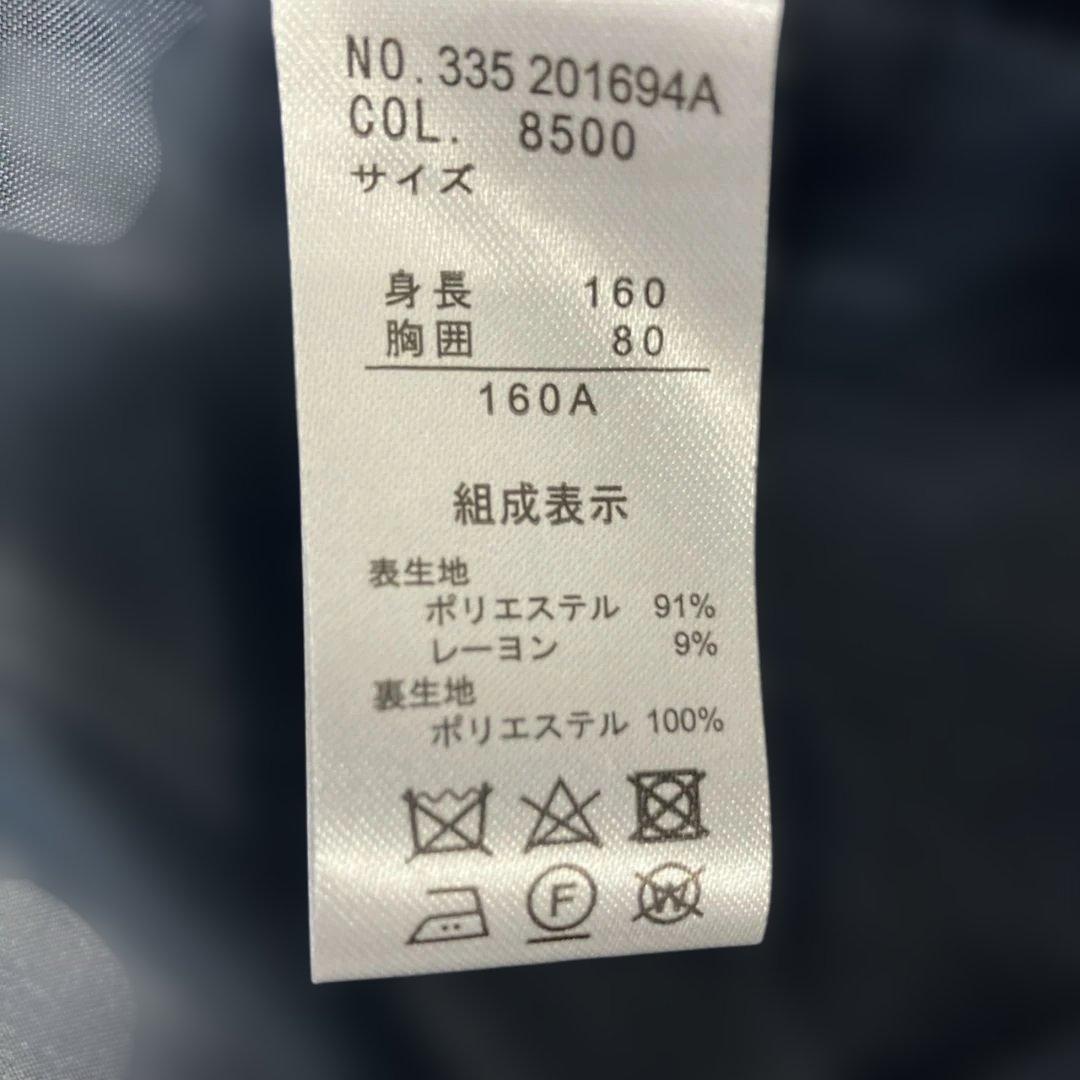 NO. 335 201694A
COL. 8500
サイズ
身長 160
胸囲 80
160A
組成表示
表生地
ポリエステル 91%
レーヨン 9%
裏生地
ポリエステル 100%
F
W